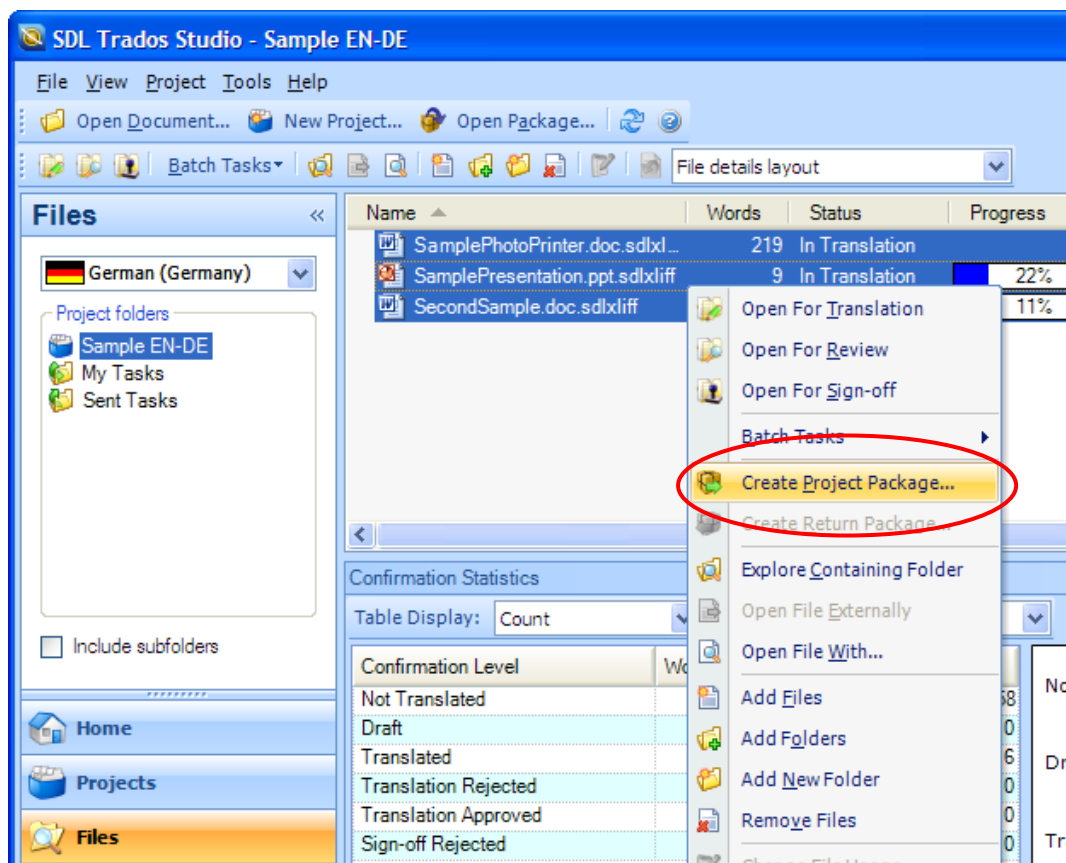 SDL Trados Studio - Sample EN-DE
File View Project Tools Help
Open Document... New Project... Open Package...
Batch Tasks File details layout
Files «
German (Germany)
Project folders
Sample EN-DE
My Tasks
Sent Tasks
Include subfolders
Home
Projects
Files
Name Words Status Progress
SamplePhotoPrinter.doc.sdlxl... 219 In Translation
SamplePresentation.ppt.sdlxliff 9 In Translation 22%
SecondSample.doc.sdlxliff 11%
Open For Translation
Open For Review
Open For Sign-off
Batch Tasks
Create Project Package...
Create Return Package...
Explore Containing Folder
Open File Externally
Open File With...
Add Files
Add Folders
Add New Folder
Remove Files
Confirmation Statistics
Table Display: Count
Confirmation Level
Not Translated
Draft 0
Translated 6
Translation Rejected 0
Translation Approved 0
Sign-off Rejected 0